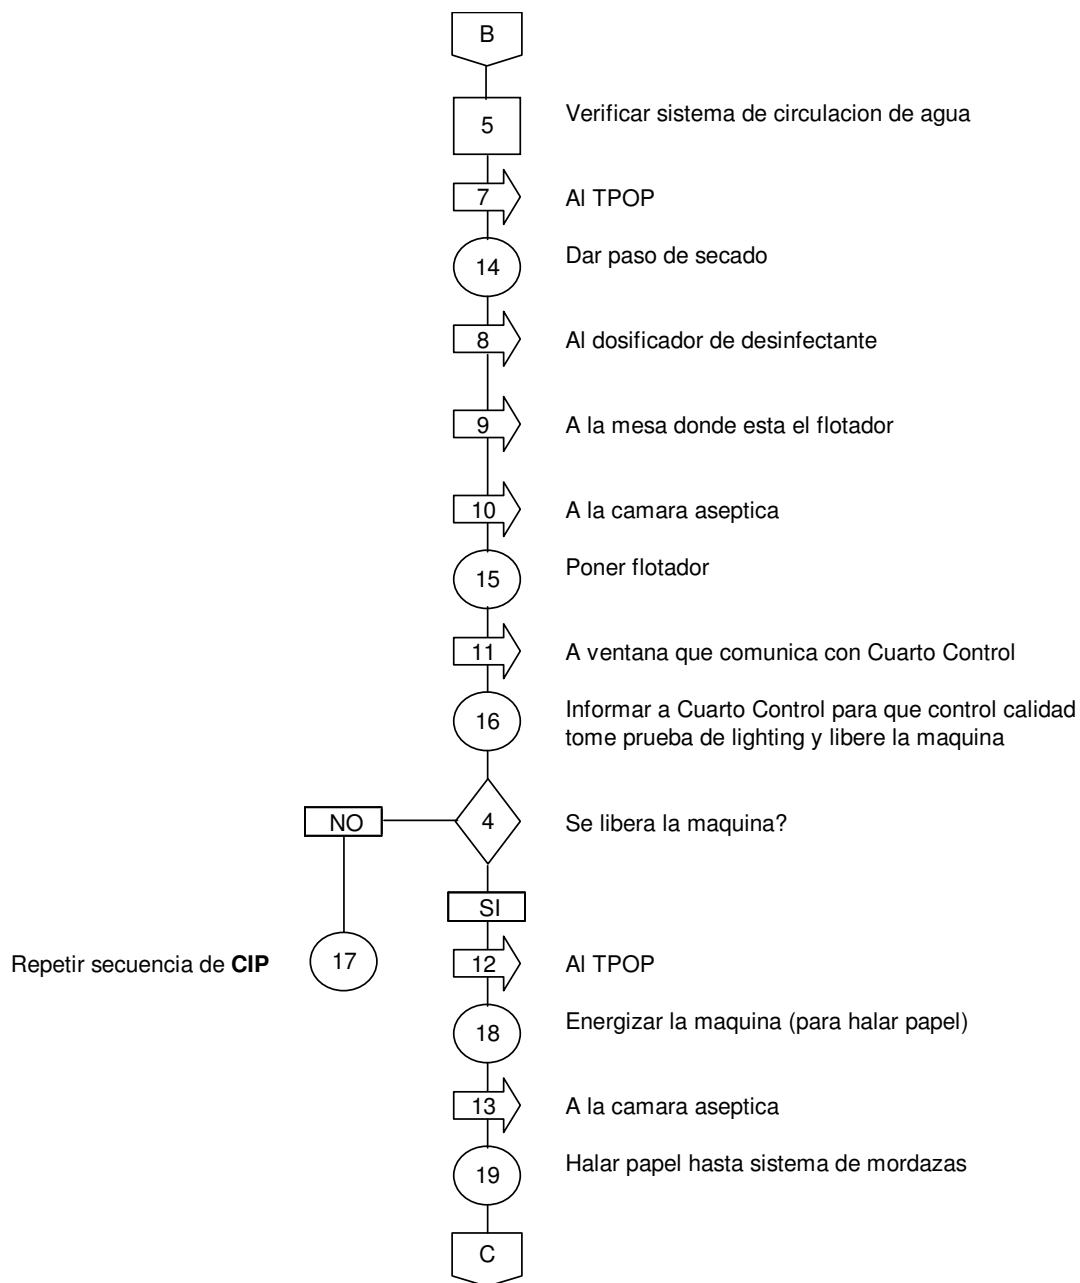 B
5 Verificar sistema de circulacion de agua
7 Al TPOP
14 Dar paso de secado
8 Al dosificador de desinfectante
9 A la mesa donde esta el flotador
10 A la camara aseptica
15 Poner flotador
11 A ventana que comunica con Cuarto Control
16 Informar a Cuarto Control para que control calidad
tome prueba de lighting y libere la maquina
NO 4 Se libera la maquina?
SI
Repetir secuencia de CIP 17 12 Al TPOP
18 Energizar la maquina (para halar papel)
13 A la camara aseptica
19 Halar papel hasta sistema de mordazas
C